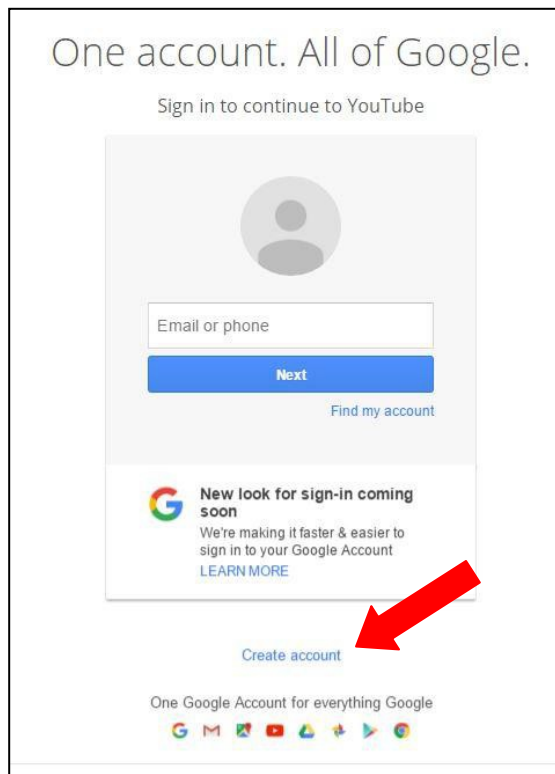 One account. All of Google.
Sign in to continue to YouTube
Email or phone
Next
Find my account
New look for sign-in coming
soon
We're making it faster & easier to
sign in to your Google Account
LEARN MORE
Create account
One Google Account for everything Google